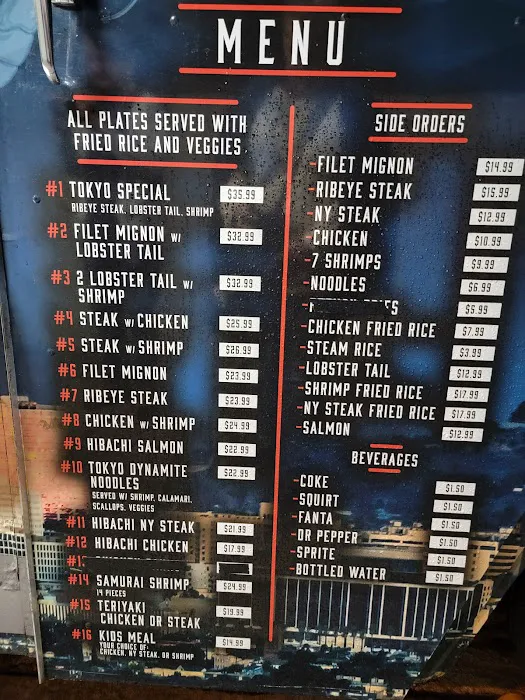 MENU
ALL PLATES SERVED WITH
FRIED RICE AND VEGGIES
#1 TOKYO SPECIAL $35.99
RIBEYE STEAK, LOBSTER TAIL, SHRIMP
#2 FILET MIGNON W/ $32.99
LOBSTER TAIL
#3 2 LOBSTER TAIL W/ $32.99
SHRIMP
#4 STEAK W/ CHICKEN $25.99
#5 STEAK W/ SHRIMP $26.99
#6 FILET MIGNON $23.99
#7 RIBEYE STEAK $23.99
#8 CHICKEN W/ SHRIMP $24.99
#9 HIBACHI SALMON $22.99
#10 TOKYO DYNAMITE $22.99
NOODLES
SERVED W/ SHRIMP, CALAMARI,
SCALLOPS, VEGGIES
#11 HIBACHI NY STEAK $21.99
#12 HIBACHI CHICKEN $17.99
#14 SAMURAI SHRIMP $24.99
14 PIECES
#15 TERIYAKI $19.99
CHICKEN OR STEAK
#16 KIDS MEAL $14.99
YOUR CHOICE OF:
CHICKEN, NY STEAK, OR SHRIMP
SIDE ORDERS
-FILET MIGNON $14.99
-RIBEYE STEAK $15.99
-NY STEAK $12.99
-CHICKEN $10.99
-7 SHRIMPS $9.99
-NOODLES $6.99
$5.99
-CHICKEN FRIED RICE $7.99
-STEAM RICE $3.99
-LOBSTER TAIL $12.99
-SHRIMP FRIED RICE $17.99
-NY STEAK FRIED RICE $17.99
-SALMON $12.99
BEVERAGES
-COKE $1.50
-SQUIRT $1.50
-FANTA $1.50
-DR PEPPER $1.50
-SPRITE $1.50
-BOTTLED WATER $1.50